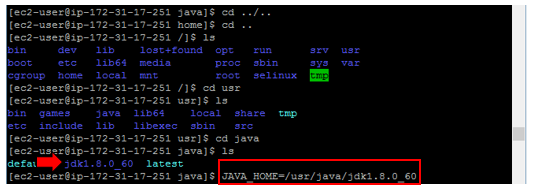 [ec2-user@ip-172-31-17-251 java]$ cd ../..
[ec2-user@ip-172-31-17-251 home]$ cd ..
[ec2-user@ip-172-31-17-251 /]$ ls
bin dev lib lost+found opt run srv usr
boot etc lib64 media proc sbin sys var
cgroup home local mnt root selinux tmp
[ec2-user@ip-172-31-17-251 /]$ cd usr
[ec2-user@ip-172-31-17-251 usr]$ ls
bin games java lib64 local share tmp
etc include lib libexec sbin src
[ec2-user@ip-172-31-17-251 usr]$ cd java
[ec2-user@ip-172-31-17-251 java]$ ls
defau jdk1.8.0_60 latest
[ec2-user@ip-172-31-17-251 java]$ JAVA_HOME=/usr/java/jdk1.8.0_60